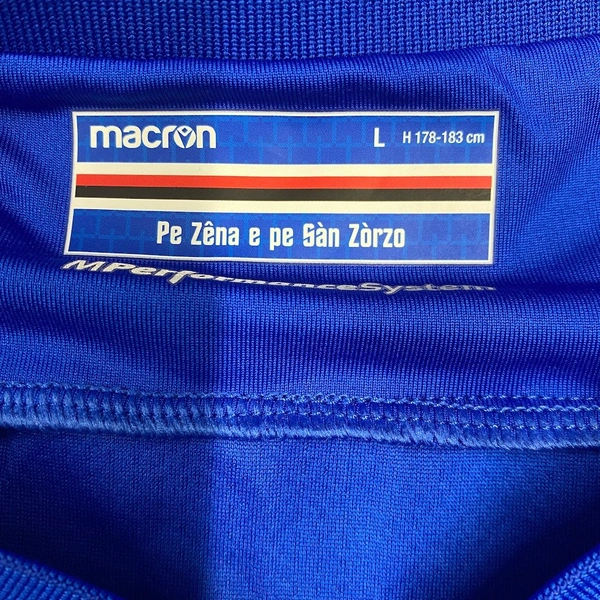 macron L H 178-183 cm
Pe Zêna e pe Sàn Zòrzo
MPerformanceSystem